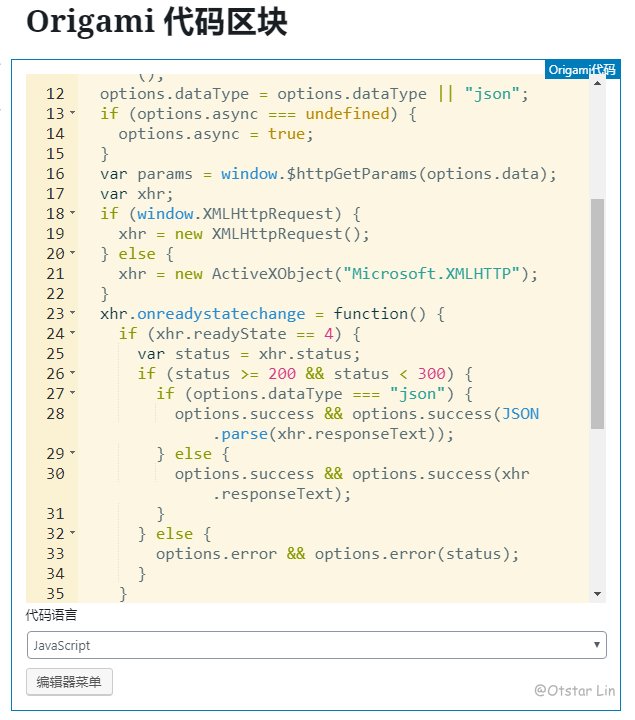 Origami 代码区块
Origami代码
();
12 options.dataType = options.dataType || "json";
13 if (options.async === undefined) {
14 options.async = true;
15 }
16 var params = window.$httpGetParams(options.data);
17 var xhr;
18 if (window.XMLHttpRequest) {
19 xhr = new XMLHttpRequest();
20 } else {
21 xhr = new ActiveXObject("Microsoft.XMLHTTP");
22 }
23 xhr.onreadystatechange = function() {
24 if (xhr.readyState == 4) {
25 var status = xhr.status;
26 if (status >= 200 && status < 300) {
27 if (options.dataType === "json") {
28 options.success && options.success(JSON
.parse(xhr.responseText));
29 } else {
30 options.success && options.success(xhr
.responseText);
31 }
32 } else {
33 options.error && options.error(status);
34 }
35 }
代码语言
JavaScript
编辑器菜单
@Otstar Lin